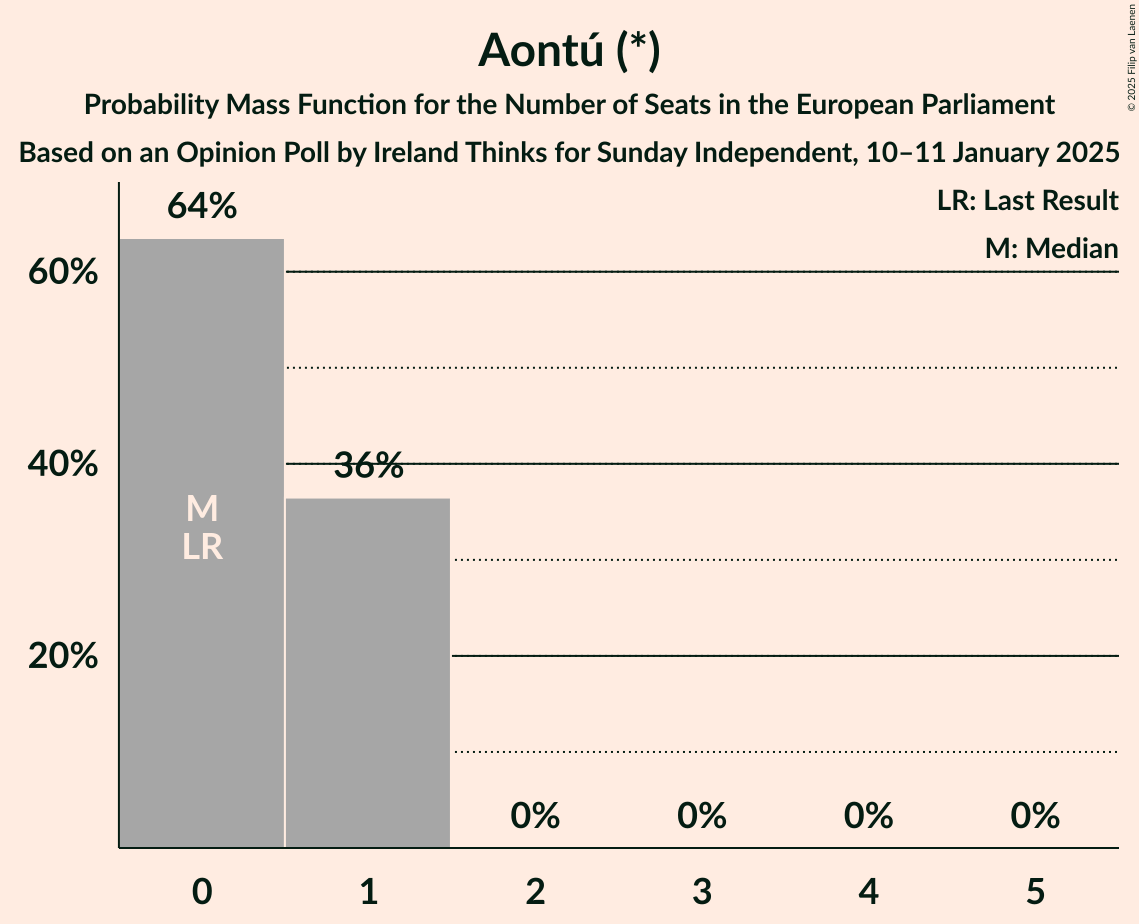 Aontú (*)
Probability Mass Function for the Number of Seats in the European Parliament
Based on an Opinion Poll by Ireland Thinks for Sunday Independent, 10–11 January 2025
© 2025 Filip van Laenen
LR: Last Result
M: Median
64%
60%
40%
36%
M
LR
20%
0% 0% 0% 0%
0 1 2 3 4 5